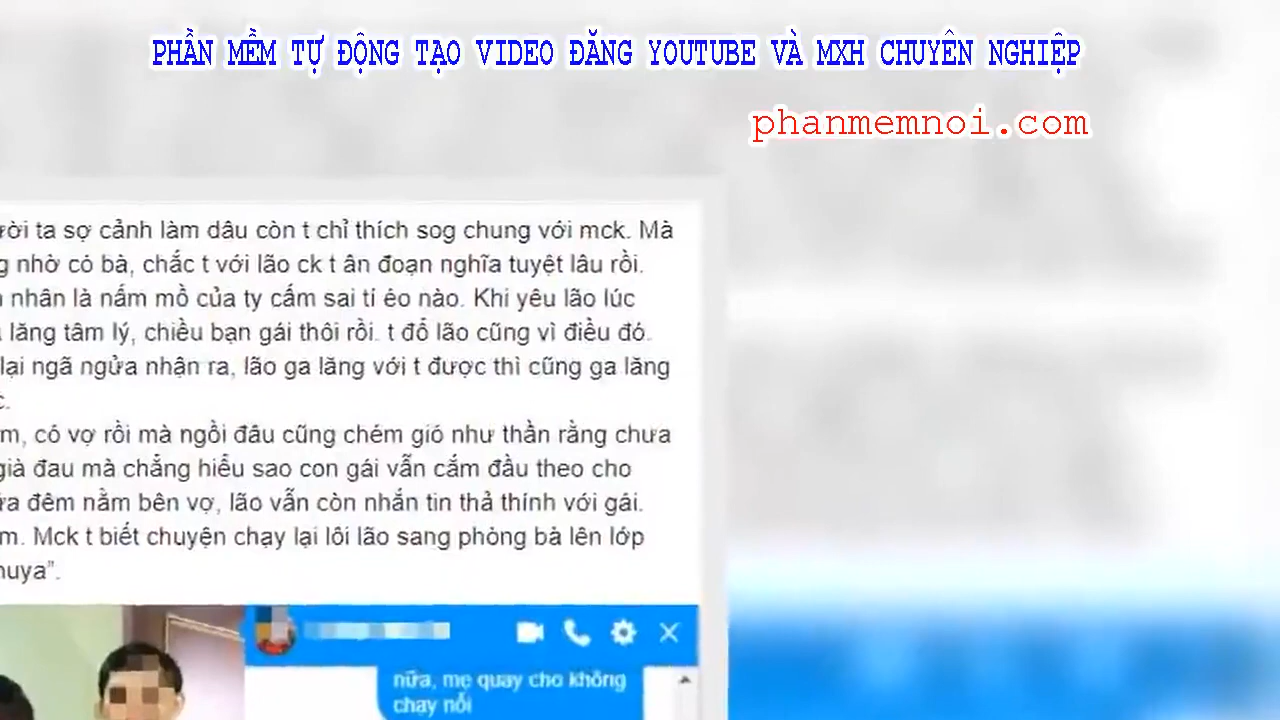 PHẦN MỀM TỰ ĐỘNG TẠO VIDEO ĐĂNG YOUTUBE VÀ MXH CHUYÊN NGHIỆP
phanmemnoi.com
ta sợ cảnh làm dâu còn t chỉ thích sog chung với mck. Mà
nhờ có bà, chắc t với lão ck t ân đoạn nghĩa tuyệt lâu rồi.
nhân là nấm mồ của ty cấm sai tí ẻo nào. Khi yêu lão lúc
lăng tâm lý, chiều bạn gái thôi rồi. t đổ lão cũng vì điều đó.
lại ngã ngửa nhận ra, lão ga lăng với t được thì cũng ga lăng
có vợ rồi mà ngồi đâu cũng chém gió như thần rằng chưa
già đau mà chẳng hiểu sao con gái vẫn cắm đầu theo cho
đêm nằm bên vợ, lão vẫn còn nhắn tin thả thính với gái.
Mck t biết chuyện chạy lại lôi lão sang phòng bà lên lớp
nữa, mẹ quay cho không
chạy nổi